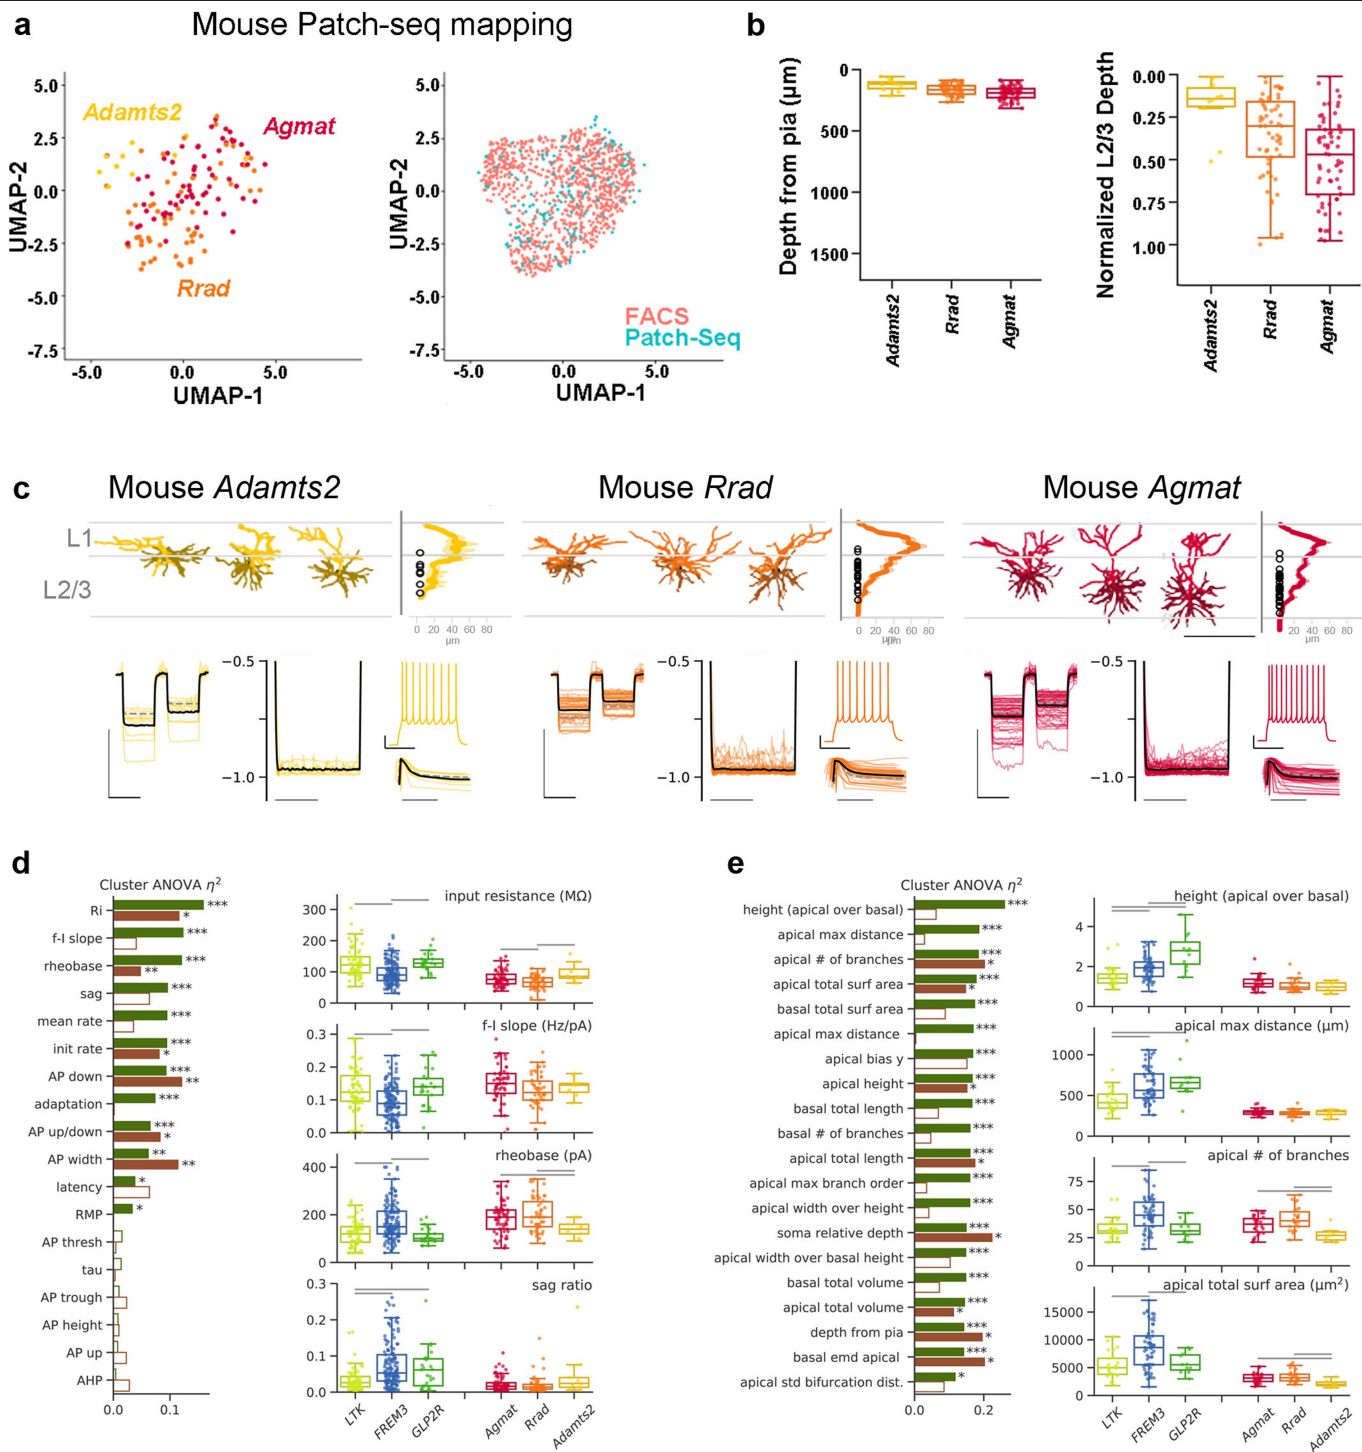 a
Mouse Patch-seq mapping
5.0
2.5
0.0
-2.5
-5.0
-7.5
UMAP-2
-5.0
0.0
5.0
UMAP-1
Adamts2
Agmat
Rrad
5.0
2.5
0.0
-2.5
-5.0
-7.5
UMAP-2
-5.0
0.0
5.0
UMAP-1
FACS
Patch-Seq
b
Depth from pia (µm)
0
500
1000
1500
Adamts2
Rrad
Agmat
Normalized L2/3 Depth
0.00
0.25
0.50
0.75
1.00
Adamts2
Rrad
Agmat
c
Mouse Adamts2
Mouse Rrad
Mouse Agmat
L1
L2/3
0 20 40 60 80
µm
0 20 40 60 80
µm
20 40 60 80
µm
−0.5
−1.0
−0.5
−1.0
−0.5
−1.0
d
Cluster ANOVA η²
Ri
***
*
f-I slope
***
rheobase
***
**
sag
***
mean rate
***
init rate
***
*
AP down
***
**
adaptation
***
AP up/down
***
*
AP width
**
**
latency
*
RMP
*
AP thresh
tau
AP trough
AP height
AP up
AHP
0.0
0.1
input resistance (MΩ)
300
200
100
0
f-I slope (Hz/pA)
0.3
0.2
0.1
0.0
rheobase (pA)
400
200
0
sag ratio
0.3
0.2
0.1
0.0
LTK
FREM3
GLP2R
Agmat
Rrad
Adamts2
e
Cluster ANOVA η²
height (apical over basal)
***
apical max distance
***
apical # of branches
***
*
apical total surf area
***
*
basal total surf area
***
apical max distance
***
apical bias y
***
apical height
***
*
basal total length
***
basal # of branches
***
apical total length
***
*
apical max branch order
***
apical width over height
***
soma relative depth
***
*
apical width over basal height
***
basal total volume
***
apical total volume
***
*
depth from pia
***
*
basal emd apical
***
*
apical std bifurcation dist.
*
0.0
0.2
height (apical over basal)
4
2
0
apical max distance (µm)
1000
500
0
apical # of branches
75
50
25
0
apical total surf area (µm²)
15000
10000
5000
0
LTK
FREM3
GLP2R
Agmat
Rrad
Adamts2